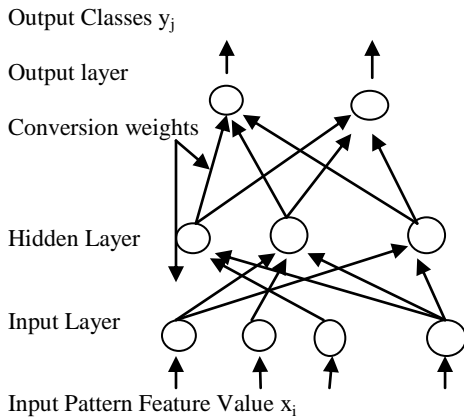 Output Classes yj
Output layer
Conversion weights
Hidden Layer
Input Layer
Input Pattern Feature Value xi